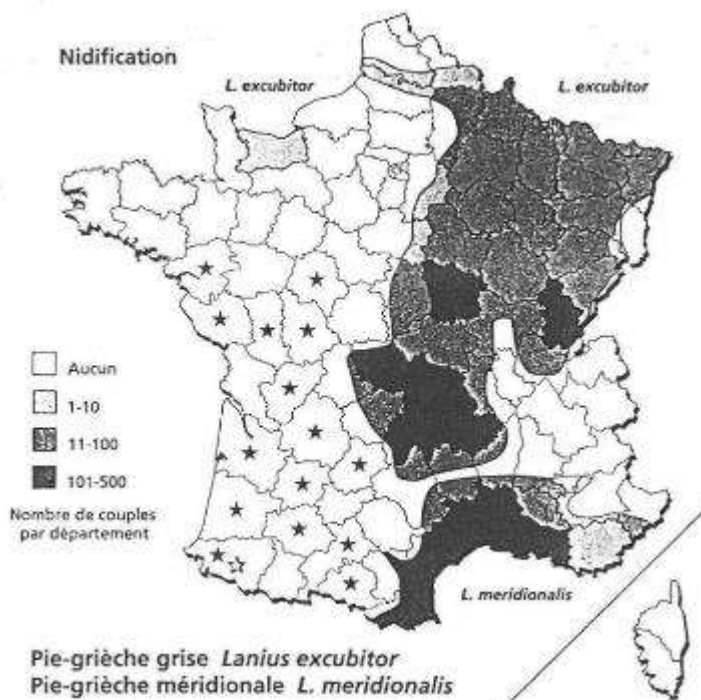 Nidification
L. excubitor
L. excubitor
Aucun
1-10
11-100
101-500
Nombre de couples
par département
L. meridionalis
Pie-grièche grise Lanius excubitor
Pie-grièche méridionale L. meridionalis